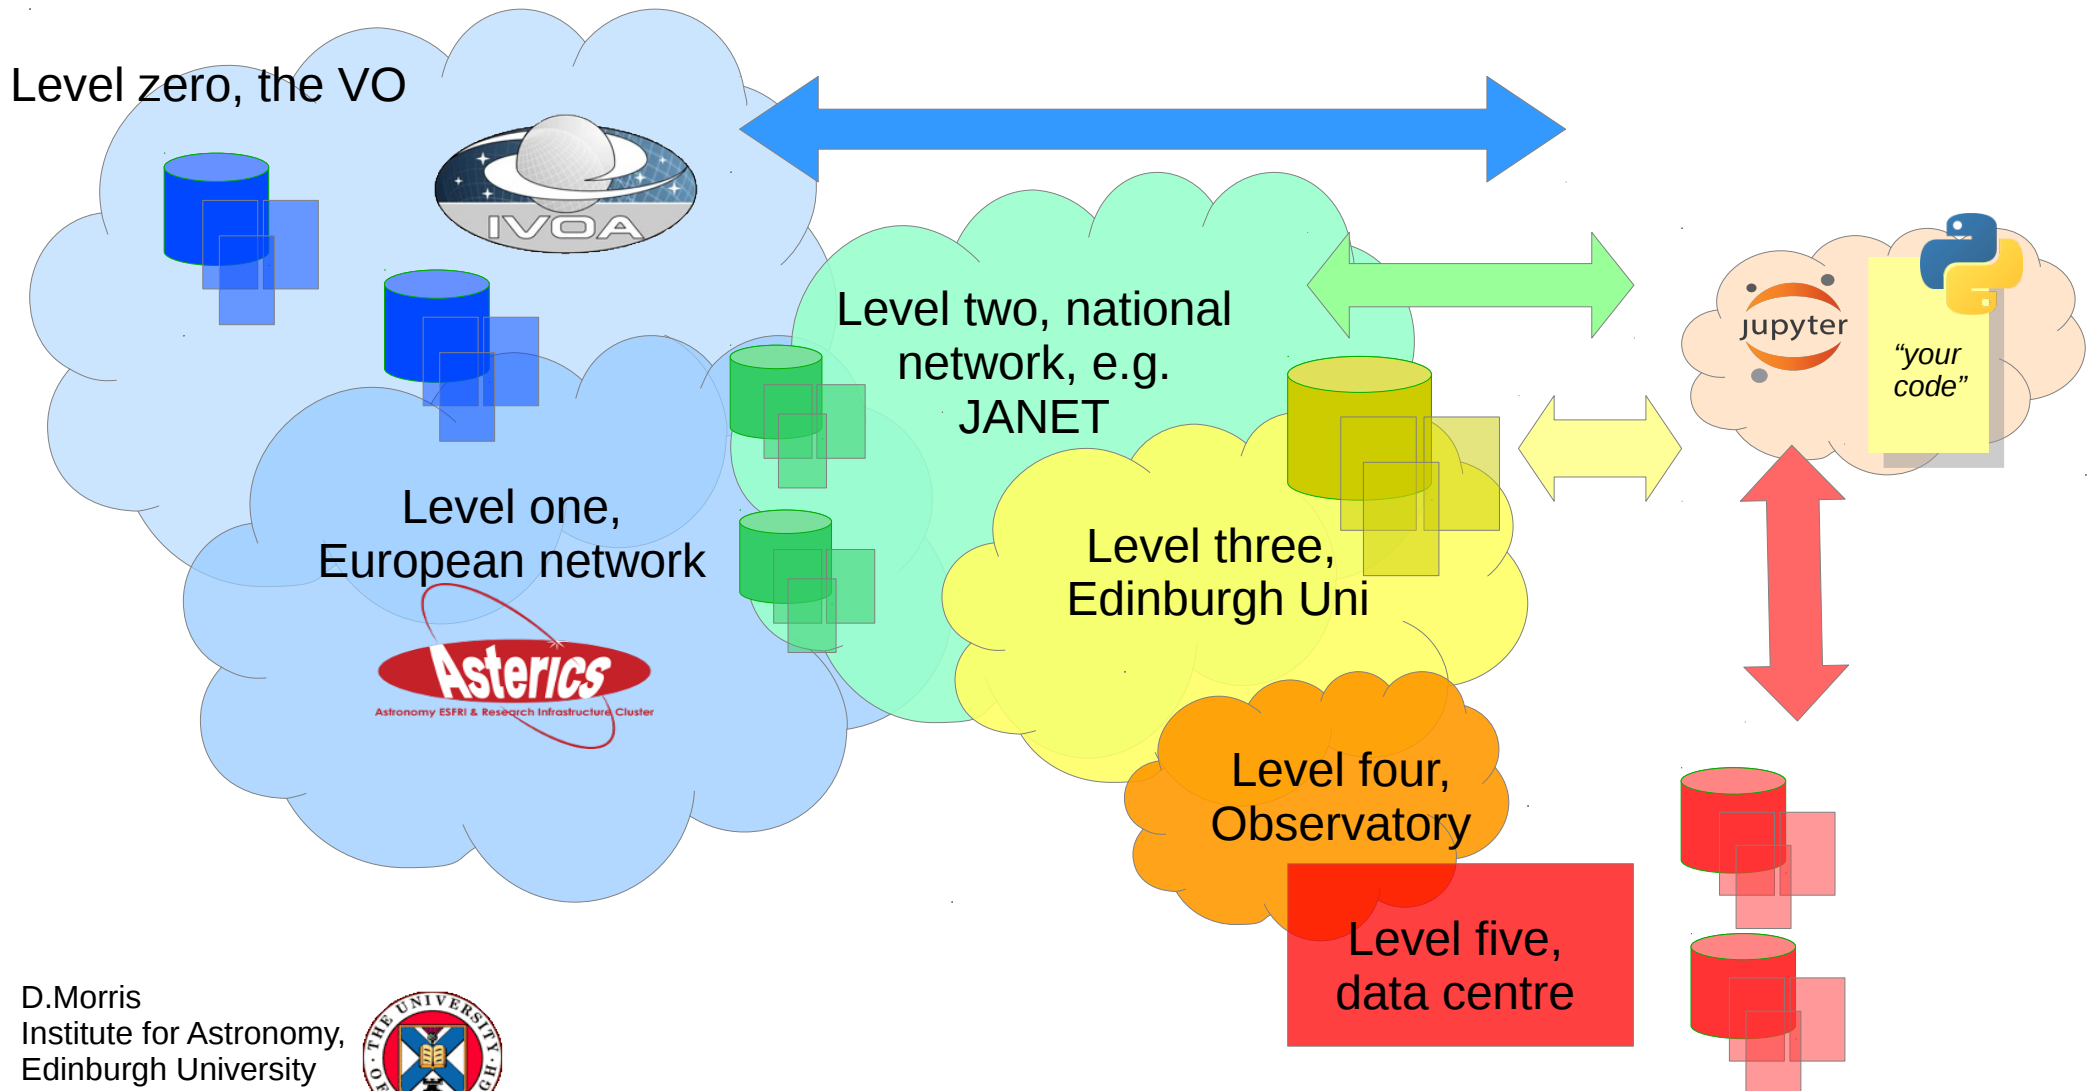 Level zero, the VO
IVOA
Level two, national
network, e.g.
JANET
jupyter
“your
code”
Level one,
European network
Asterics
Astronomy ESFRI & Research Infrastructure Cluster
Level three,
Edinburgh Uni
Level four,
Observatory
Level five,
data centre
D.Morris
Institute for Astronomy,
Edinburgh University
THE UNIVERSITY